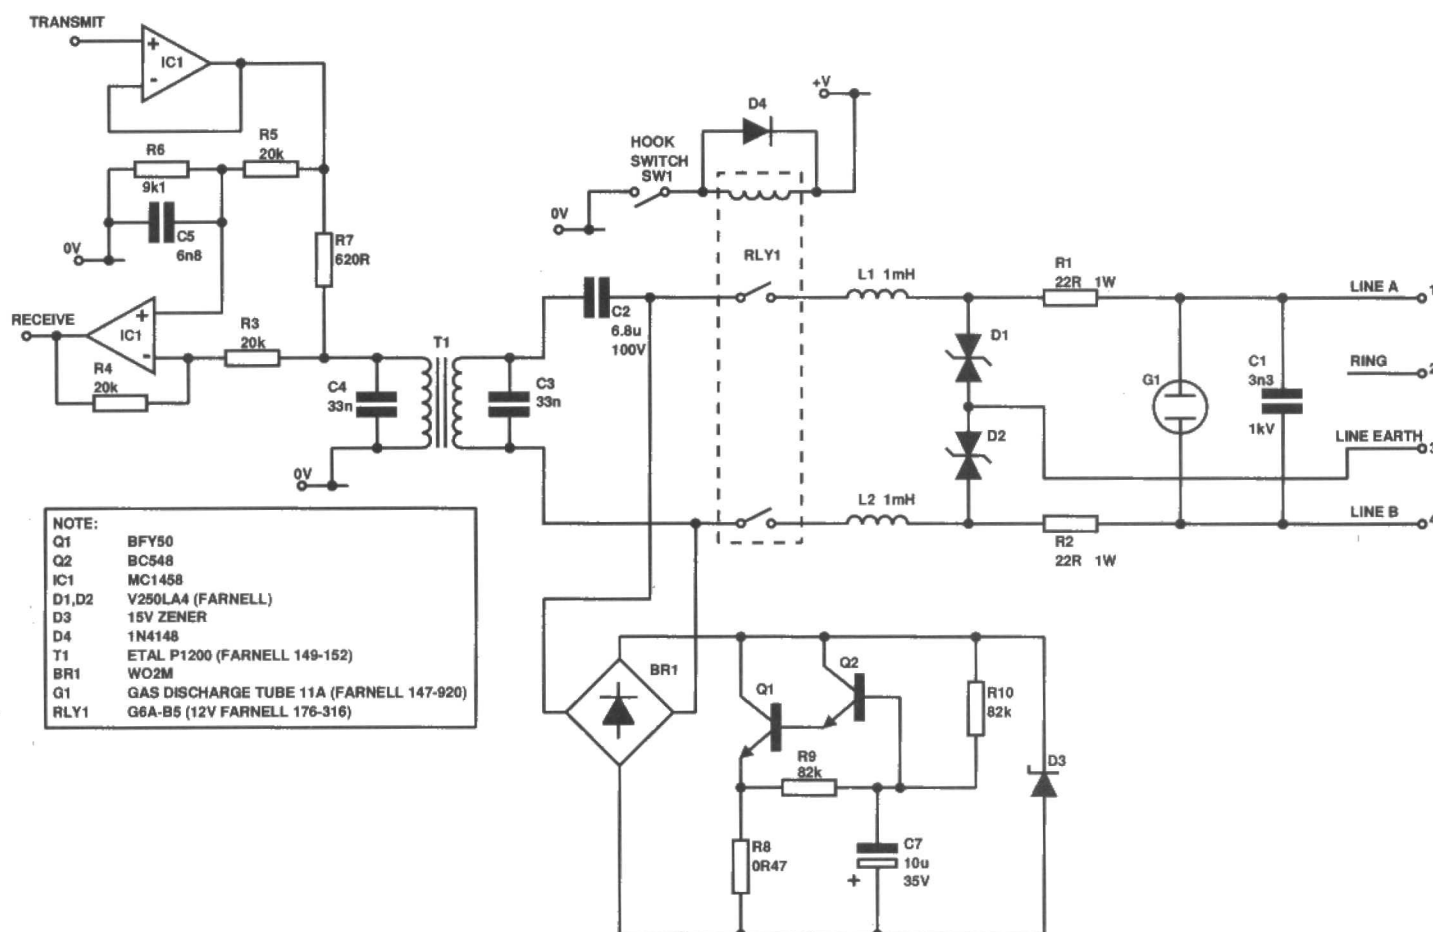 TRANSMIT
+
IC1
-
R5
20k
R6
9k1
C5
6n8
0V
R7
620R
RECEIVE
+
IC1
-
R3
20k
R4
20k
C4
33n
T1
C3
33n
0V
+V
D4
HOOK
SWITCH
SW1
0V
RLY1
C2
6.8u
100V
L1 1mH
R1
22R 1W
LINE A
1
D1
RING
2
G1
C1
3n3
1kV
D2
LINE EARTH
3
L2 1mH
LINE B
4
R2
22R 1W
NOTE:
Q1 BFY50
Q2 BC548
IC1 MC1458
D1,D2 V250LA4 (FARNELL)
D3 15V ZENER
D4 1N4148
T1 ETAL P1200 (FARNELL 149-152)
BR1 WO2M
G1 GAS DISCHARGE TUBE 11A (FARNELL 147-920)
RLY1 G6A-B5 (12V FARNELL 176-316)
BR1
Q2
Q1
R10
82k
R9
82k
D3
R8
0R47
C7
10u
35V
+